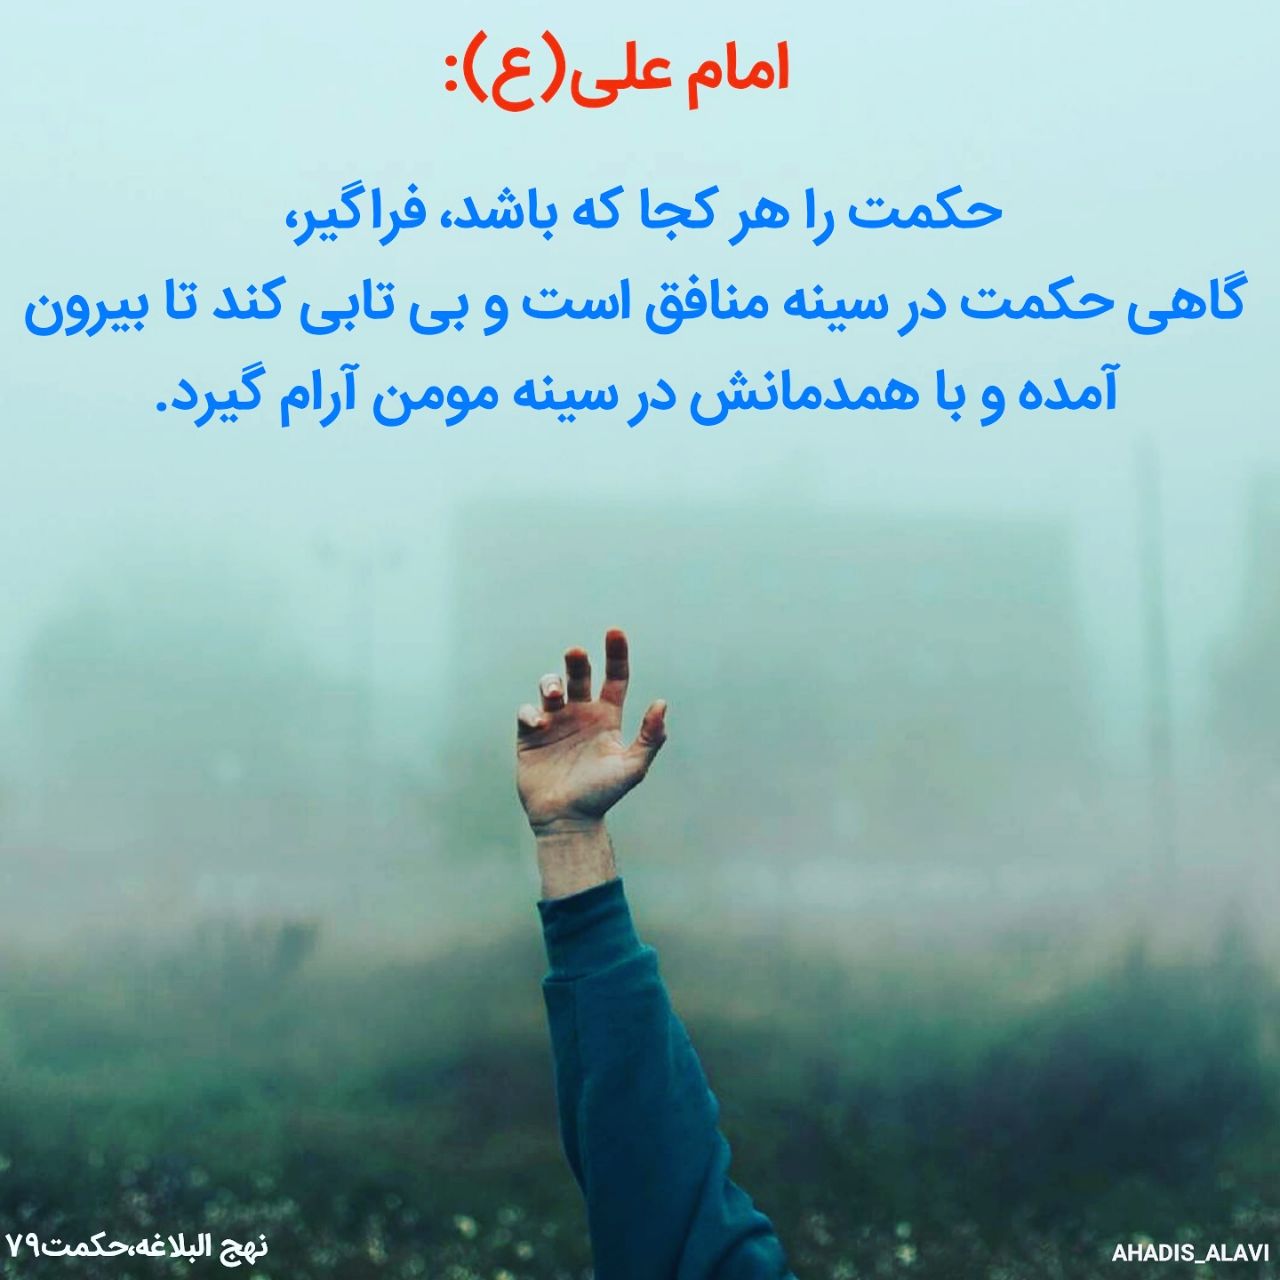 امام علی(ع):
حکمت را هر کجا که باشد، فراگیر،
گاهی حکمت در سینه منافق است و بی تابی کند تا بیرون
آمده و با همدمانش در سینه مومن آرام گیرد.
نهج البلاغه،حکمت۷۹
AHADIS_ALAVI